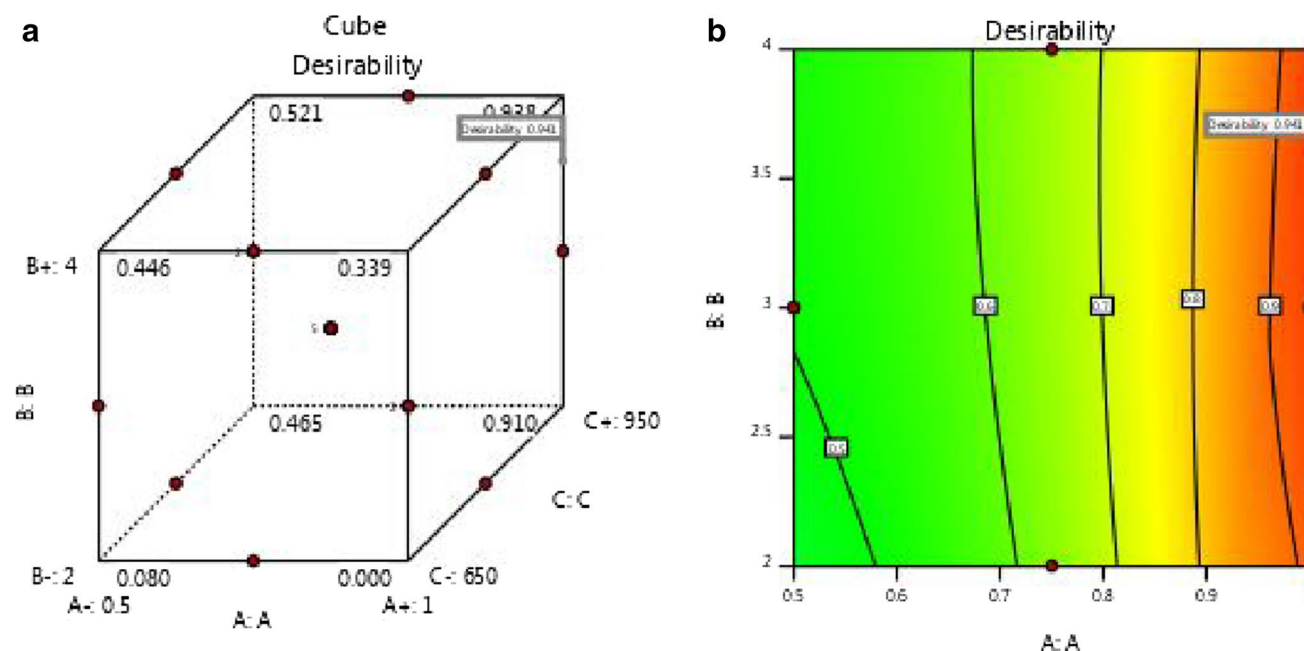 a
Cube
Desirability
0.521
0.938
Desirability 0.941
B+: 4
0.446
0.339
5
B: B
0.465
0.910
C+: 950
C: C
B-: 2
0.080
0.000
C-: 650
A-: 0.5
A+: 1
A: A
b
Desirability
4
Desirability 0.941
3.5
B: B
3
0.6
0.7
0.8
0.9
2.5
0.5
2
0.5
0.6
0.7
0.8
0.9
A: A